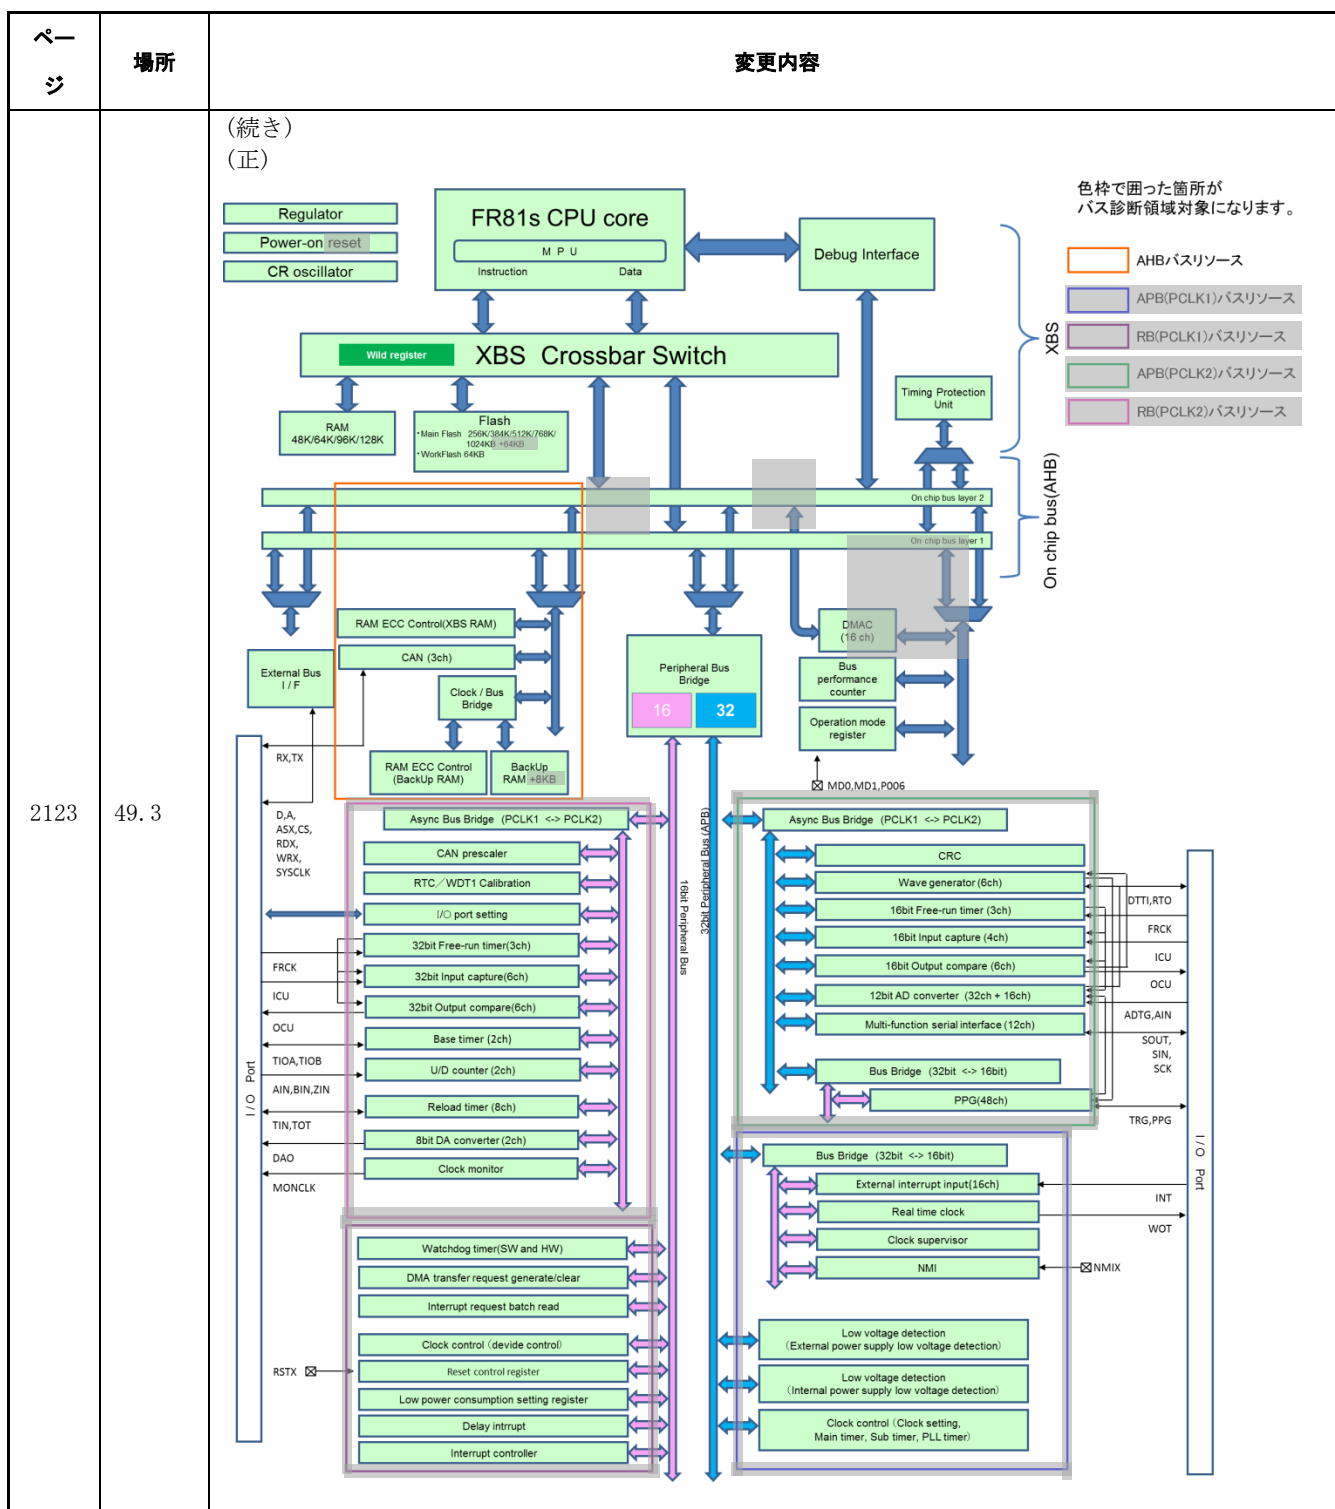 ペー
ジ
場所
変更内容
2123
49.3
(続き)
(正)
Regulator
Power-on reset
CR oscillator
FR81s CPU core
M P U
Instruction
Data
Debug Interface
色枠で囲った箇所が
バス診断領域対象になります。
AHBバスリソース
APB(PCLK1)バスリソース
RB(PCLK1)バスリソース
APB(PCLK2)バスリソース
RB(PCLK2)バスリソース
XBS
On chip bus(AHB)
Wild register
XBS Crossbar Switch
RAM
48K/64K/96K/128K
Flash
・Main Flash 256K/384K/512K/768K/
1024KB +64KB
・WorkFlash 64KB
Timing Protection
Unit
On chip bus layer 2
On chip bus layer 1
RAM ECC Control(XBS RAM)
CAN (3ch)
Clock / Bus
Bridge
RAM ECC Control
(BackUp RAM)
BackUp
RAM +8KB
External Bus
I / F
Peripheral Bus
Bridge
16
32
DMAC
(16 ch)
Bus
performance
counter
Operation mode
register
MD0,MD1,P006
RX,TX
D,A,
ASX,CS,
RDX,
WRX,
SYSCLK
I / O Port
16bit Peripheral Bus
32bit Peripheral Bus (APB)
Async Bus Bridge (PCLK1 <-> PCLK2)
CAN prescaler
RTC／WDT1 Calibration
I/O port setting
32bit Free-run timer(3ch)
FRCK
32bit Input capture(6ch)
ICU
32bit Output compare(6ch)
OCU
Base timer (2ch)
TIOA,TIOB
U/D counter (2ch)
AIN,BIN,ZIN
Reload timer (8ch)
TIN,TOT
8bit DA converter (2ch)
DAO
Clock monitor
MONCLK
Watchdog timer(SW and HW)
DMA transfer request generate/clear
Interrupt request batch read
Clock control（devide control）
RSTX
Reset control register
Low power consumption setting register
Delay intrrupt
Interrupt controller
Async Bus Bridge (PCLK1 <-> PCLK2)
CRC
Wave generator (6ch)
DTTI,RTO
16bit Free-run timer (3ch)
FRCK
16bit Input capture (4ch)
ICU
16bit Output compare (6ch)
OCU
12bit AD converter (32ch + 16ch)
ADTG,AIN
Multi-function serial interface (12ch)
SOUT,
SIN,
SCK
Bus Bridge (32bit <-> 16bit)
PPG(48ch)
TRG,PPG
I / O Port
Bus Bridge (32bit <-> 16bit)
External interrupt input(16ch)
INT
Real time clock
WOT
Clock supervisor
NMI
NMIX
Low voltage detection
（External power supply low voltage detection）
Low voltage detection
（Internal power supply low voltage detection）
Clock control（Clock setting,
Main timer, Sub timer, PLL timer）